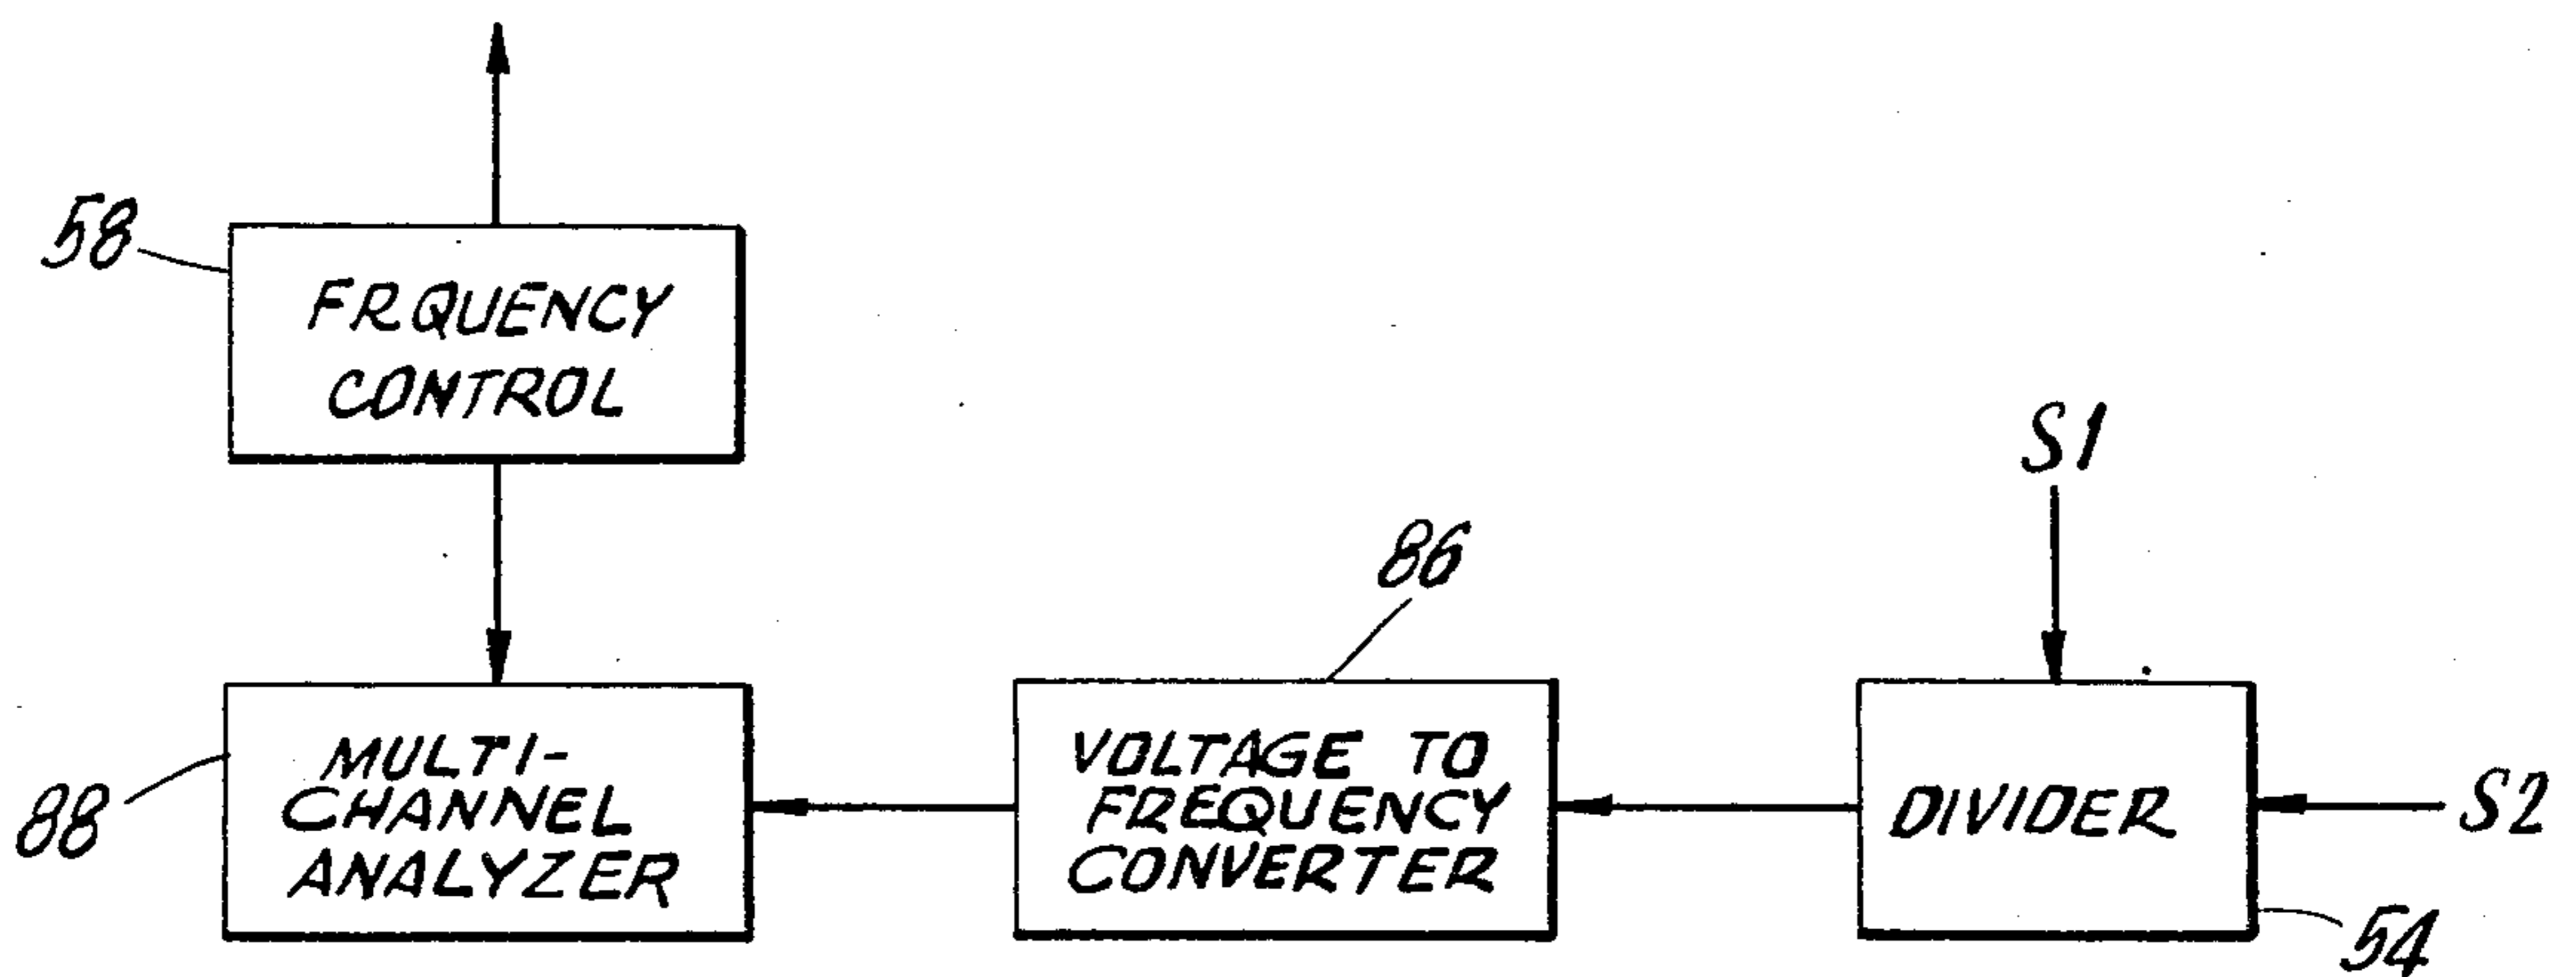 58
FRQUENCY
CONTROL
S1
86
88
MULTI-
CHANNEL
ANALYZER
VOLTAGE TO
FREQUENCY
CONVERTER
DIVIDER
S2
54